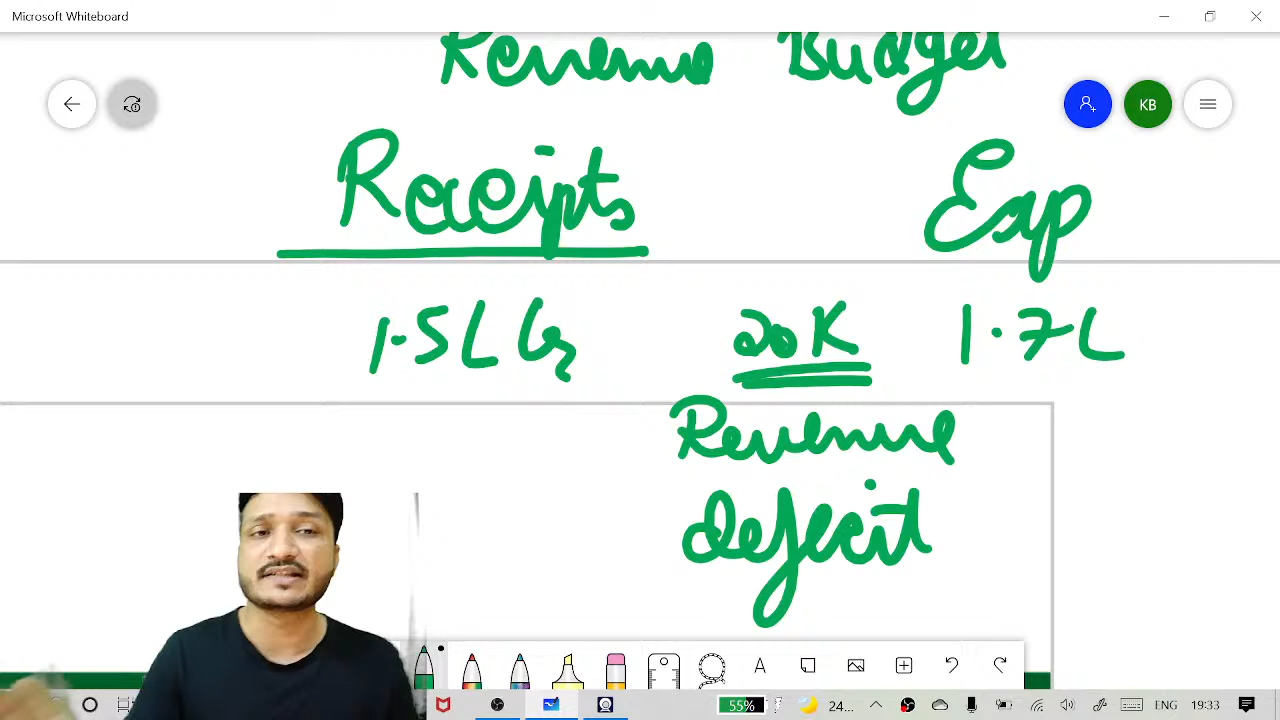 Microsoft Whiteboard
Revenue Budget
KB
Receipts Exp
1.5L Cr 20K 1.7L
Revenue
deficit
A
55% 24... ENG 19:33